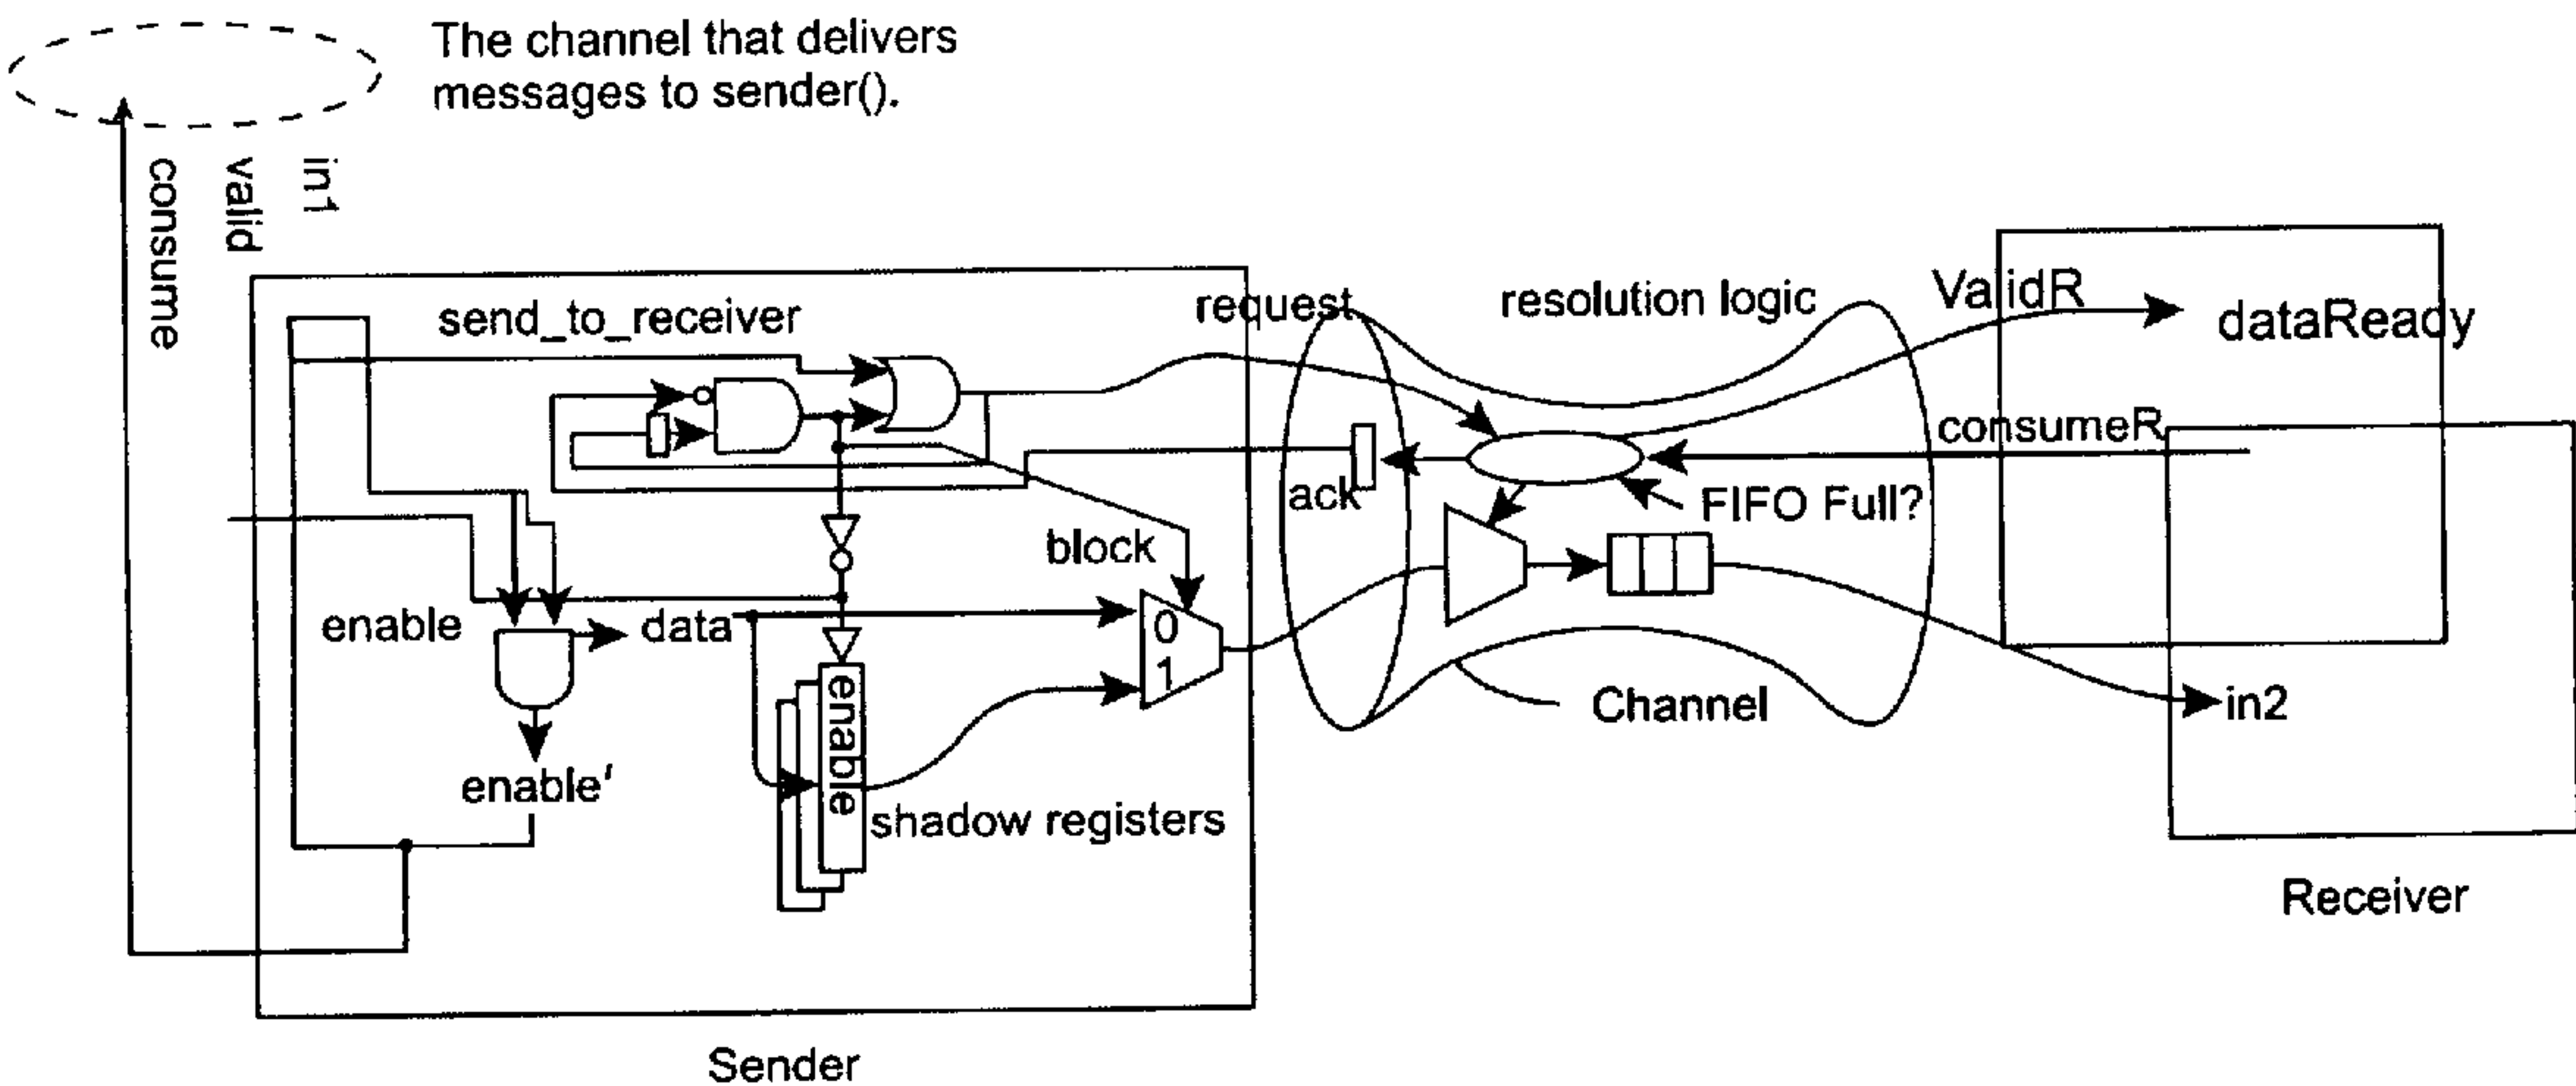 The channel that delivers
messages to sender().
consume
valid
in1
send_to_receiver
request
resolution logic
ValidR
dataReady
consumeR
ack
FIFO Full?
block
enable
data
0
1
enable
Channel
in2
enable'
shadow registers
Receiver
Sender